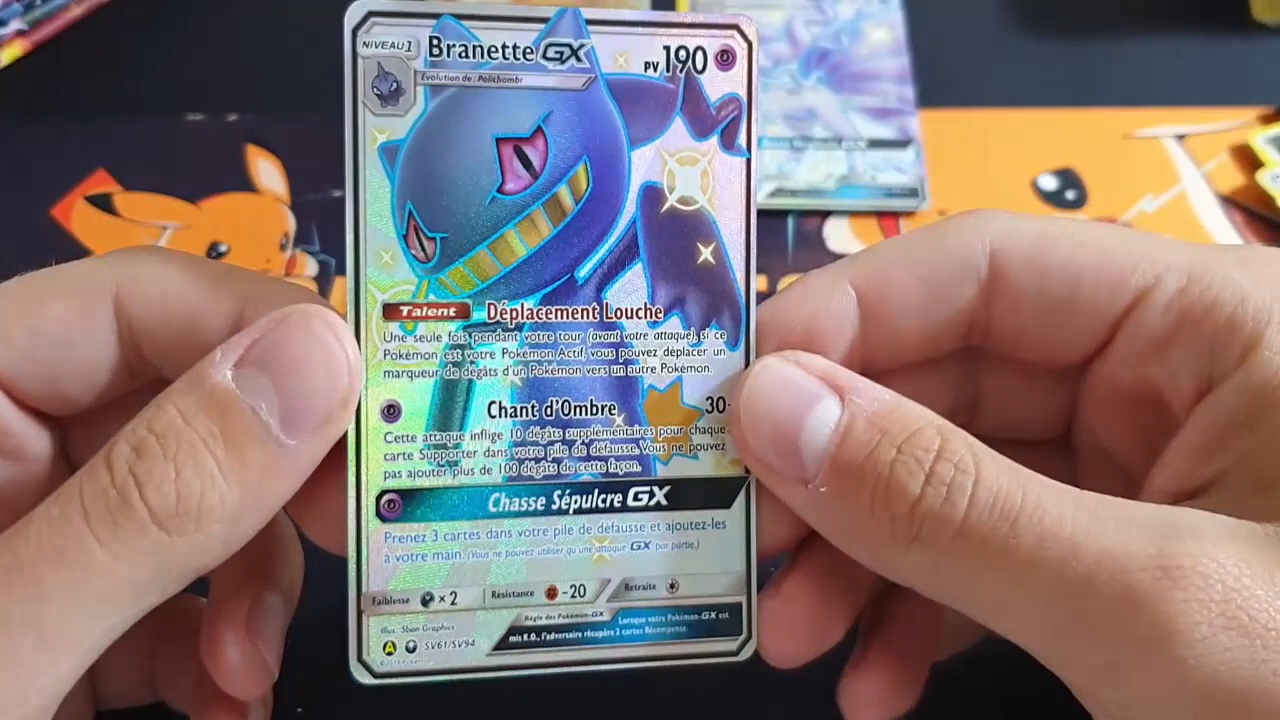 NIVEAU 1
Branette GX
PV 190
Évolution de : Polichombr
Talent Déplacement Louche
Une seule fois pendant votre tour (avant votre attaque), si ce
Pokémon est votre Pokémon Actif, vous pouvez déplacer un
marqueur de dégâts d'un Pokémon vers un autre Pokémon.
Chant d'Ombre 30
Cette attaque inflige 10 dégâts supplémentaires pour chaque
carte Supporter dans votre pile de défausse. Vous ne pouvez
pas ajouter plus de 100 dégâts de cette façon.
Chasse Sépulcre GX
Prenez 3 cartes dans votre pile de défausse et ajoutez-les
à votre main. (Vous ne pouvez utiliser qu'une attaque GX par partie.)
Faiblesse ×2 Résistance -20 Retraite
Règle des Pokémon-GX Lorsque votre Pokémon-GX est
mis K.O., l'adversaire récupère 2 cartes Récompense.
Illus. 5ban Graphics
A SV61/SV94
©2019 Pokémon